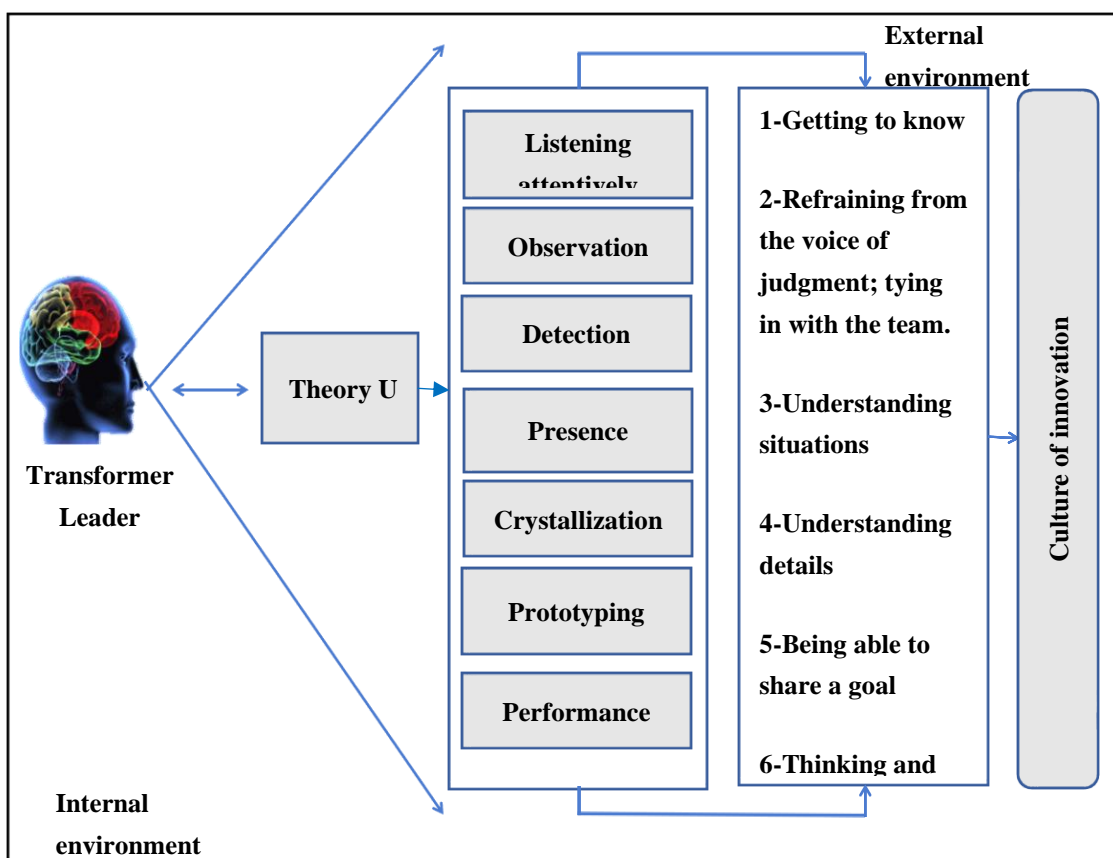 External
environment
Listening
attentively
Observation
Detection
Theory U
Presence
Crystallization
Prototyping
Performance
1-Getting to know
2-Refraining from
the voice of
judgment; tying
in with the team.
3-Understanding
situations
4-Understanding
details
5-Being able to
share a goal
6-Thinking and
Culture of innovation
Transformer
Leader
Internal
environment